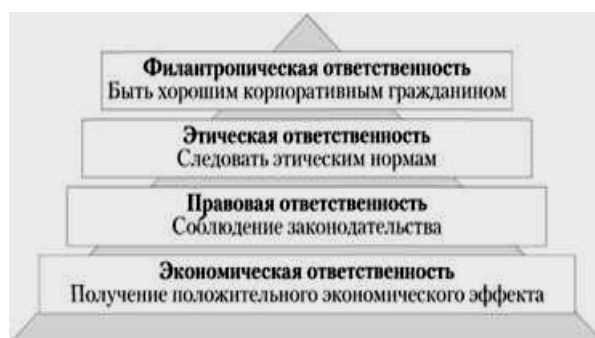 Филантропическая ответственность
Быть хорошим корпоративным гражданином
Этическая ответственность
Следовать этическим нормам
Правовая ответственность
Соблюдение законодательства
Экономическая ответственность
Получение положительного экономического эффекта